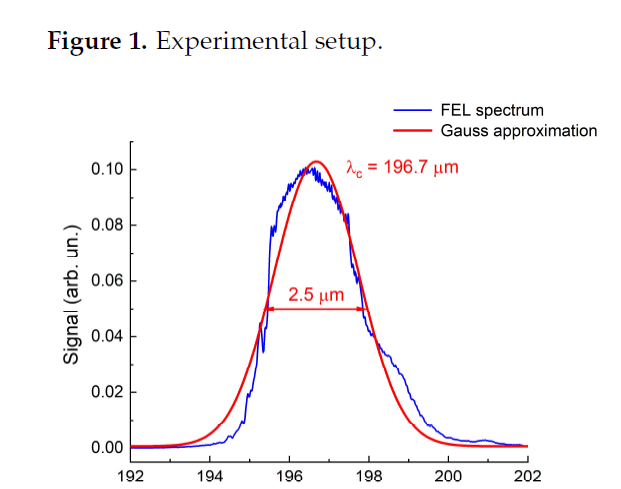 Figure 1. Experimental setup.
FEL spectrum
Gauss approximation
λc = 196.7 μm
2.5 μm
Signal (arb. un.)
0.10
0.08
0.06
0.04
0.02
0.00
192 194 196 198 200 202